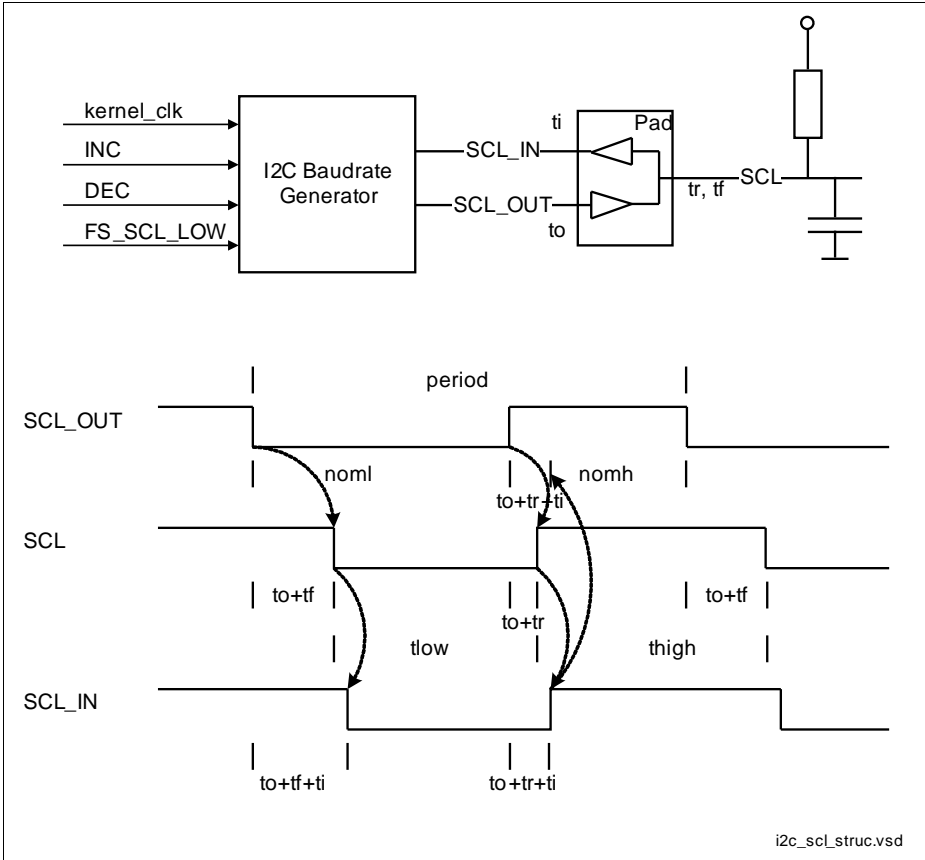 kernel_clk
INC
DEC
FS_SCL_LOW
I2C Baudrate
Generator
SCL_IN
SCL_OUT
ti
Pad
to
tr, tf
SCL
period
SCL_OUT
noml
nomh
to+tr+ti
SCL
to+tf
to+tr
to+tf
tlow
thigh
SCL_IN
to+tf+ti
to+tr+ti
i2c_scl_struc.vsd